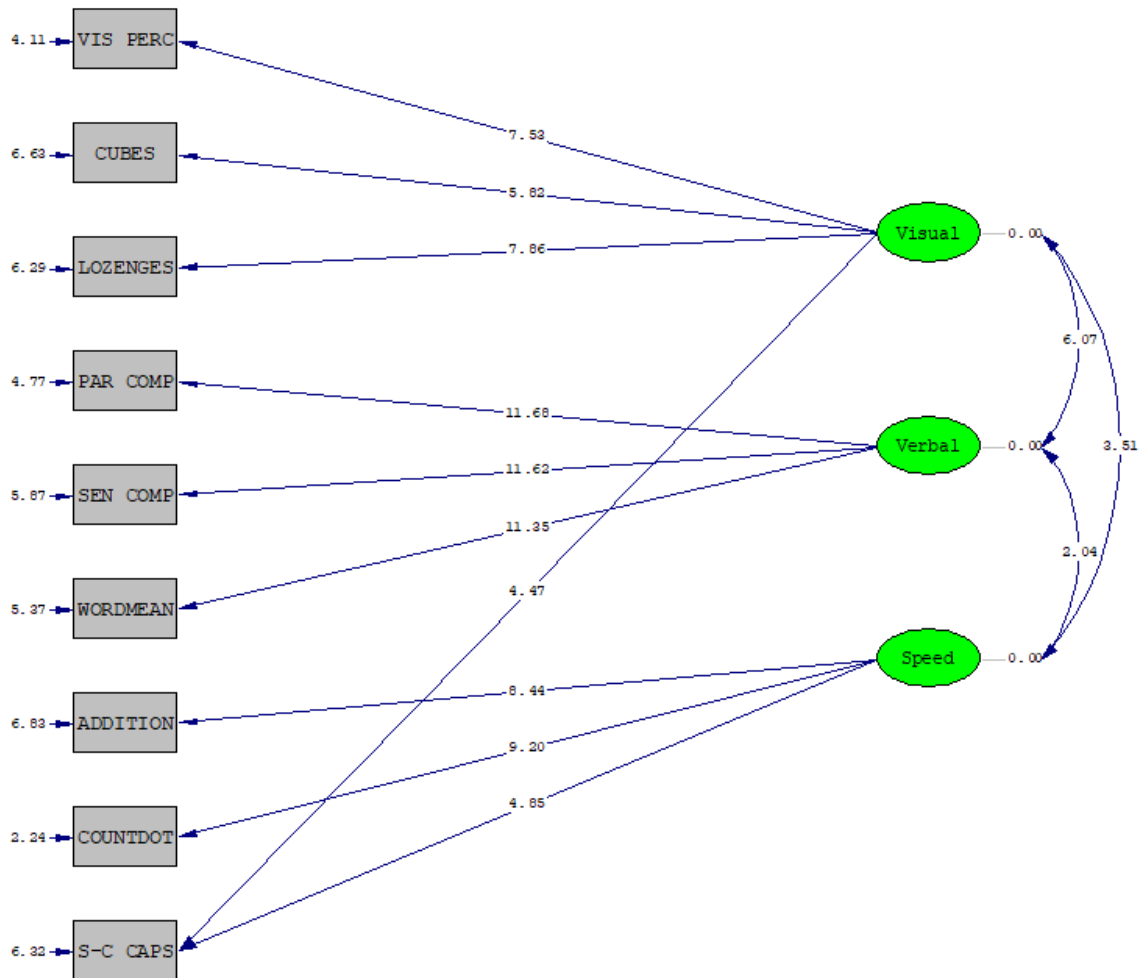 4.11 VIS PERC
7.53
6.63 CUBES
5.82
Visual 0.00
6.29 LOZENGES
7.86
6.07
4.77 PAR COMP
11.68
Verbal 0.00
3.51
5.87 SEN COMP
11.62
11.35
2.04
4.47
5.37 WORDMEAN
Speed 0.00
8.44
6.83 ADDITION
9.20
4.85
2.24 COUNTDOT
6.32 S-C CAPS